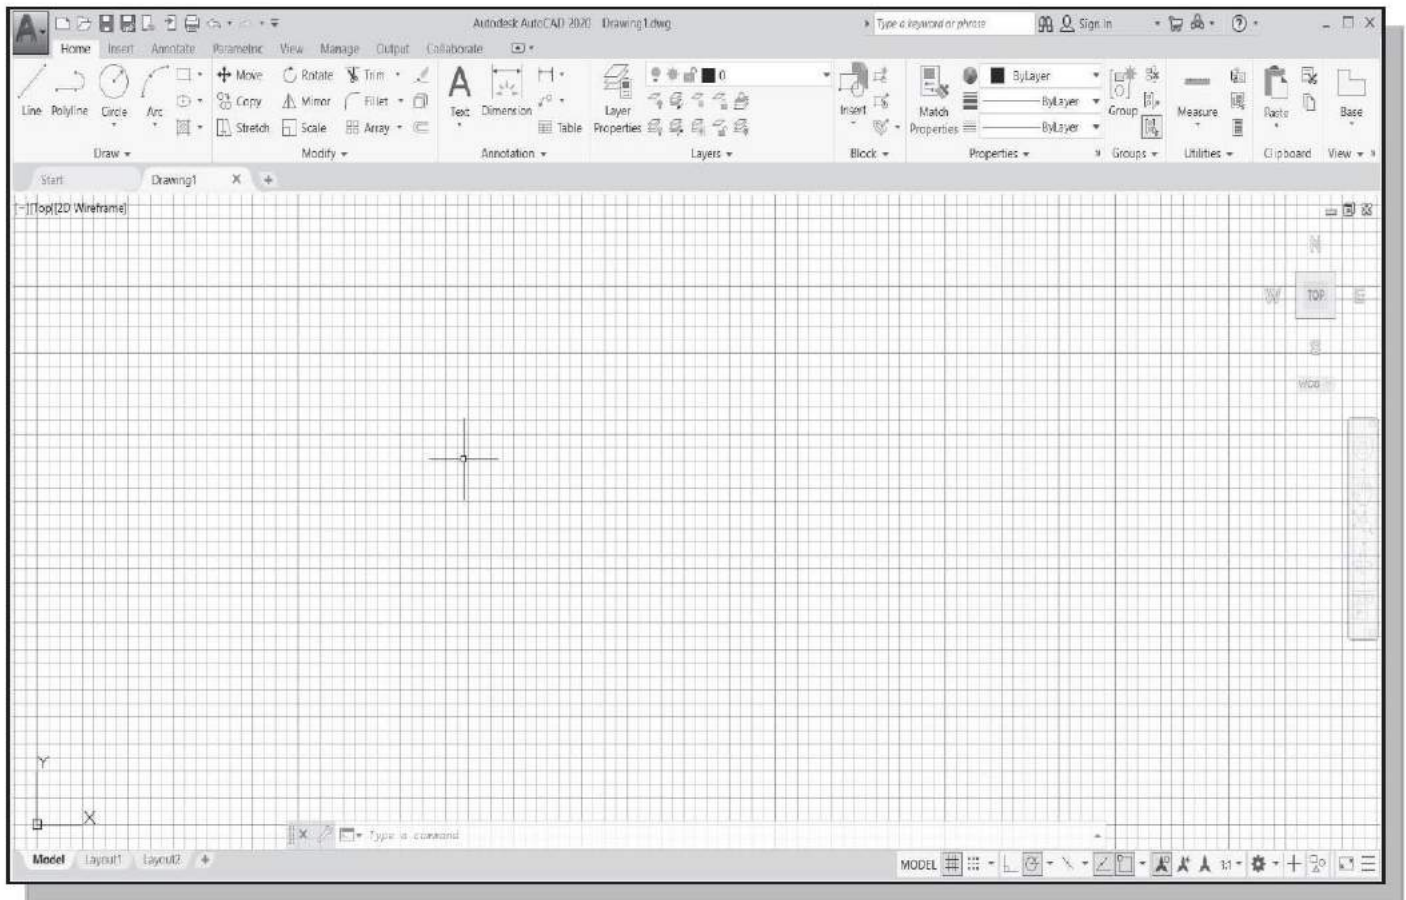 A Autodesk AutoCAD 2020 Drawing1.dwg Type a keyword or phrase Sign In
Home Insert Annotate Parametric View Manage Output Collaborate
Move Rotate Trim A 0 ByLayer
Line Polyline Circle Arc Copy Mirror Fillet Text Dimension Layer Properties Insert Match Properties ByLayer Group Measure Paste Base
Stretch Scale Array Table ByLayer
Draw Modify Annotation Layers Block Properties Groups Utilities Clipboard View
Start Drawing1 X +
[-][Top][2D Wireframe]
N
W TOP E
S
WCS
Y
X
Type a command
Model Layout1 Layout2 +
MODEL 1:1